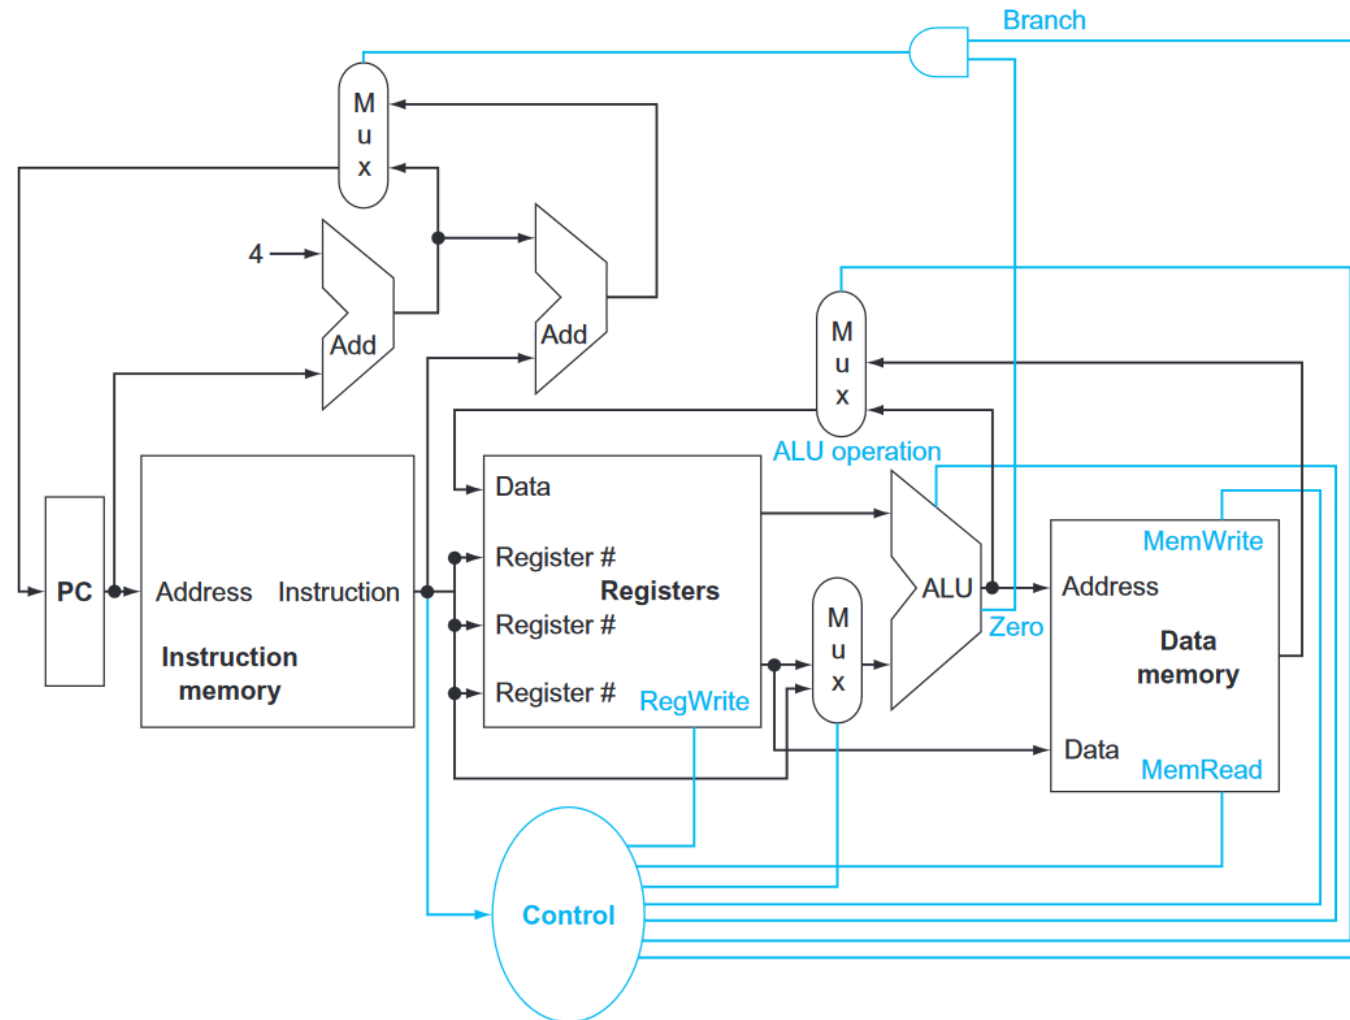 Branch
M
u
x
4
Add
Add
M
u
x
ALU operation
Data
Register #
Register #
Register #
Registers
RegWrite
PC
Address
Instruction
Instruction
memory
M
u
x
ALU
Zero
MemWrite
Address
Data
memory
Data
MemRead
Control